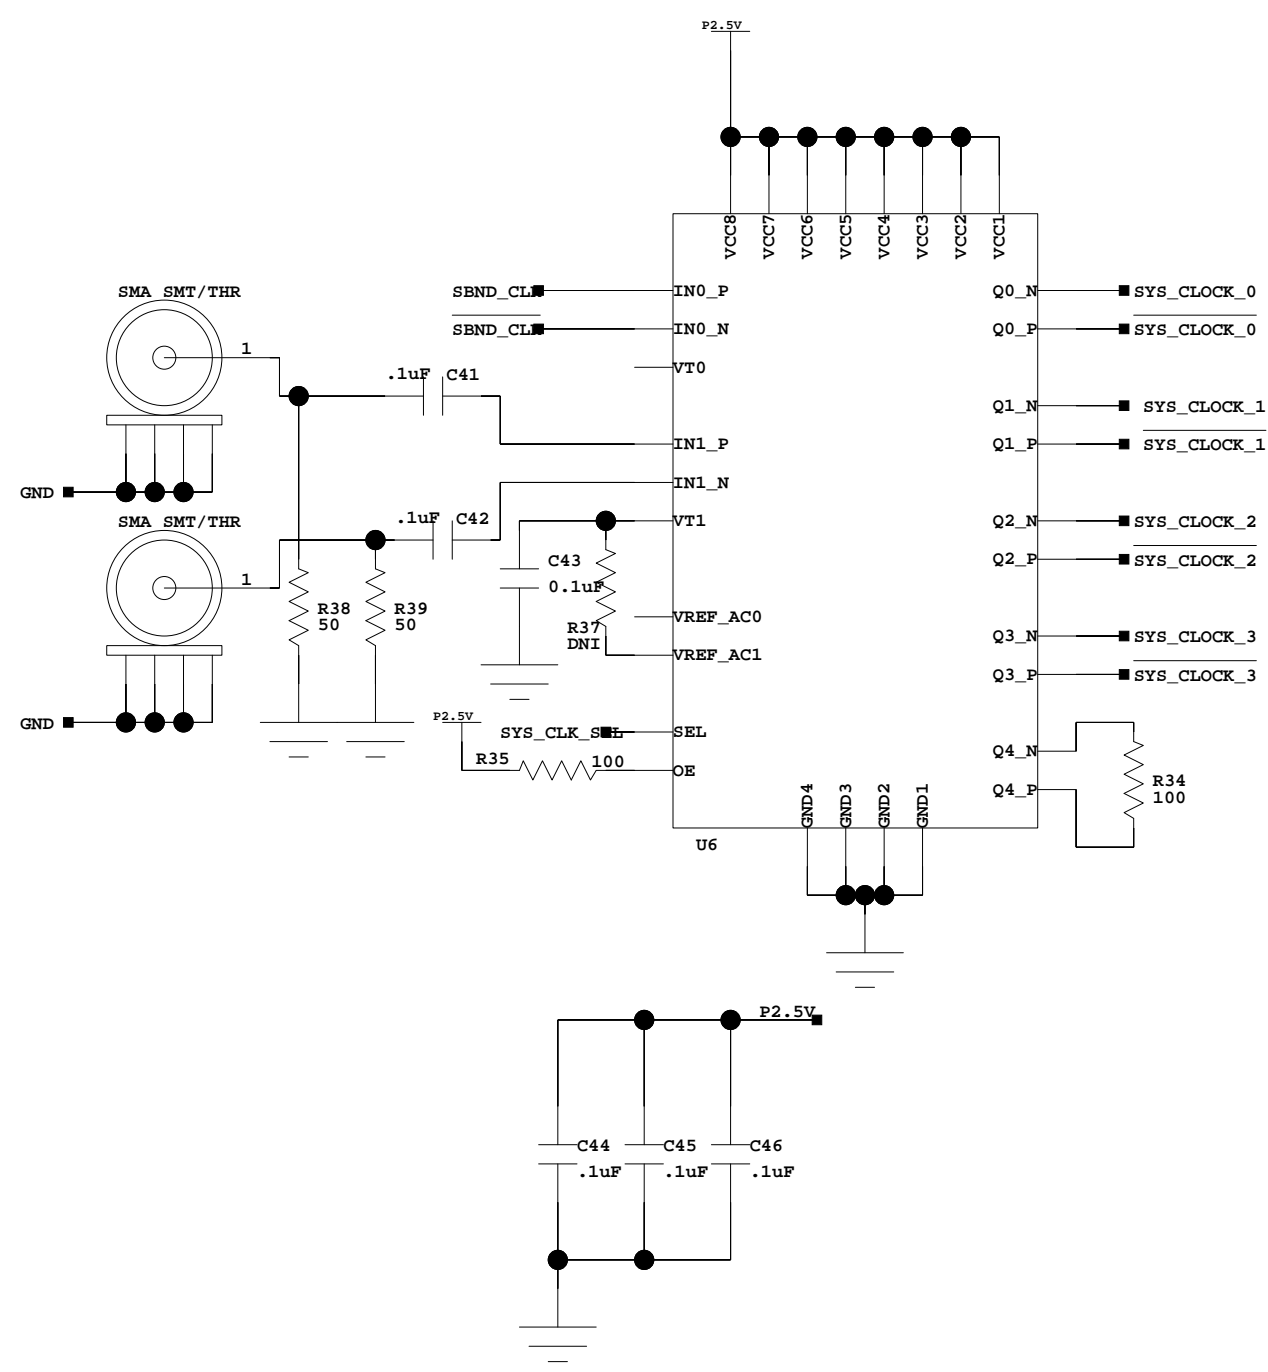 P2.5V
VCC8
VCC7
VCC6
VCC5
VCC4
VCC3
VCC2
VCC1
SMA SMT/THR
1
GND
SMA SMT/THR
1
GND
.1uF C41
.1uF C42
R38
50
R39
50
C43
0.1uF
R37
DNI
P2.5V
R35 100
IN0_P
IN0_N
VT0
IN1_P
IN1_N
VT1
VREF_AC0
VREF_AC1
SEL
OE
Q0_N SYS_CLOCK_0
Q0_P SYS_CLOCK_0
Q1_N SYS_CLOCK_1
Q1_P SYS_CLOCK_1
Q2_N SYS_CLOCK_2
Q2_P SYS_CLOCK_2
Q3_N SYS_CLOCK_3
Q3_P SYS_CLOCK_3
Q4_N
Q4_P
R34
100
GND4
GND3
GND2
GND1
U6
P2.5V
C44
.1uF
C45
.1uF
C46
.1uF